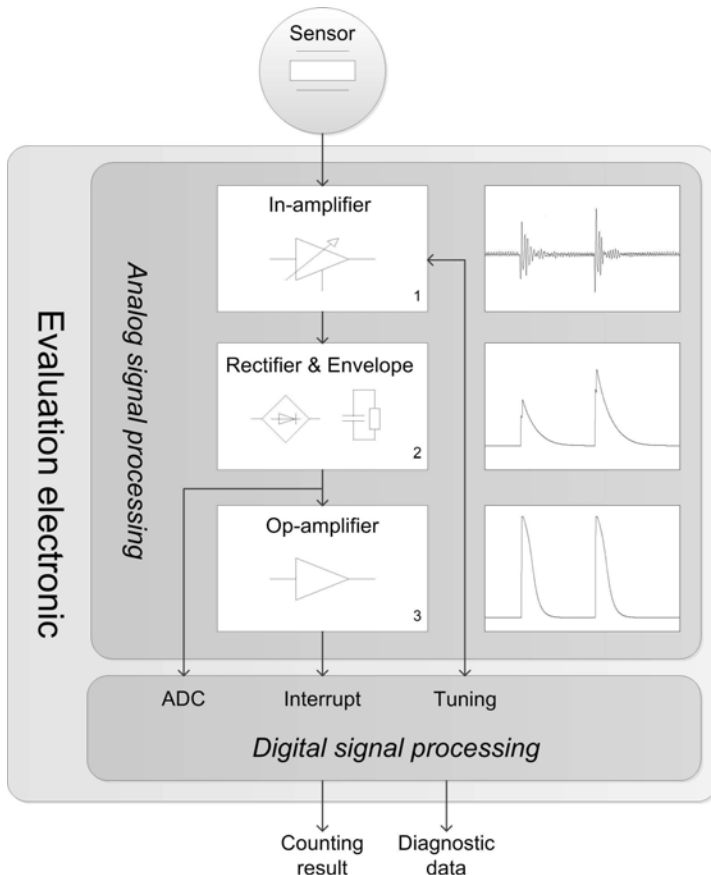 Sensor
Evaluation electronic
Analog signal processing
In-amplifier
1
Rectifier & Envelope
2
Op-amplifier
3
ADC
Interrupt
Tuning
Digital signal processing
Counting
result
Diagnostic
data